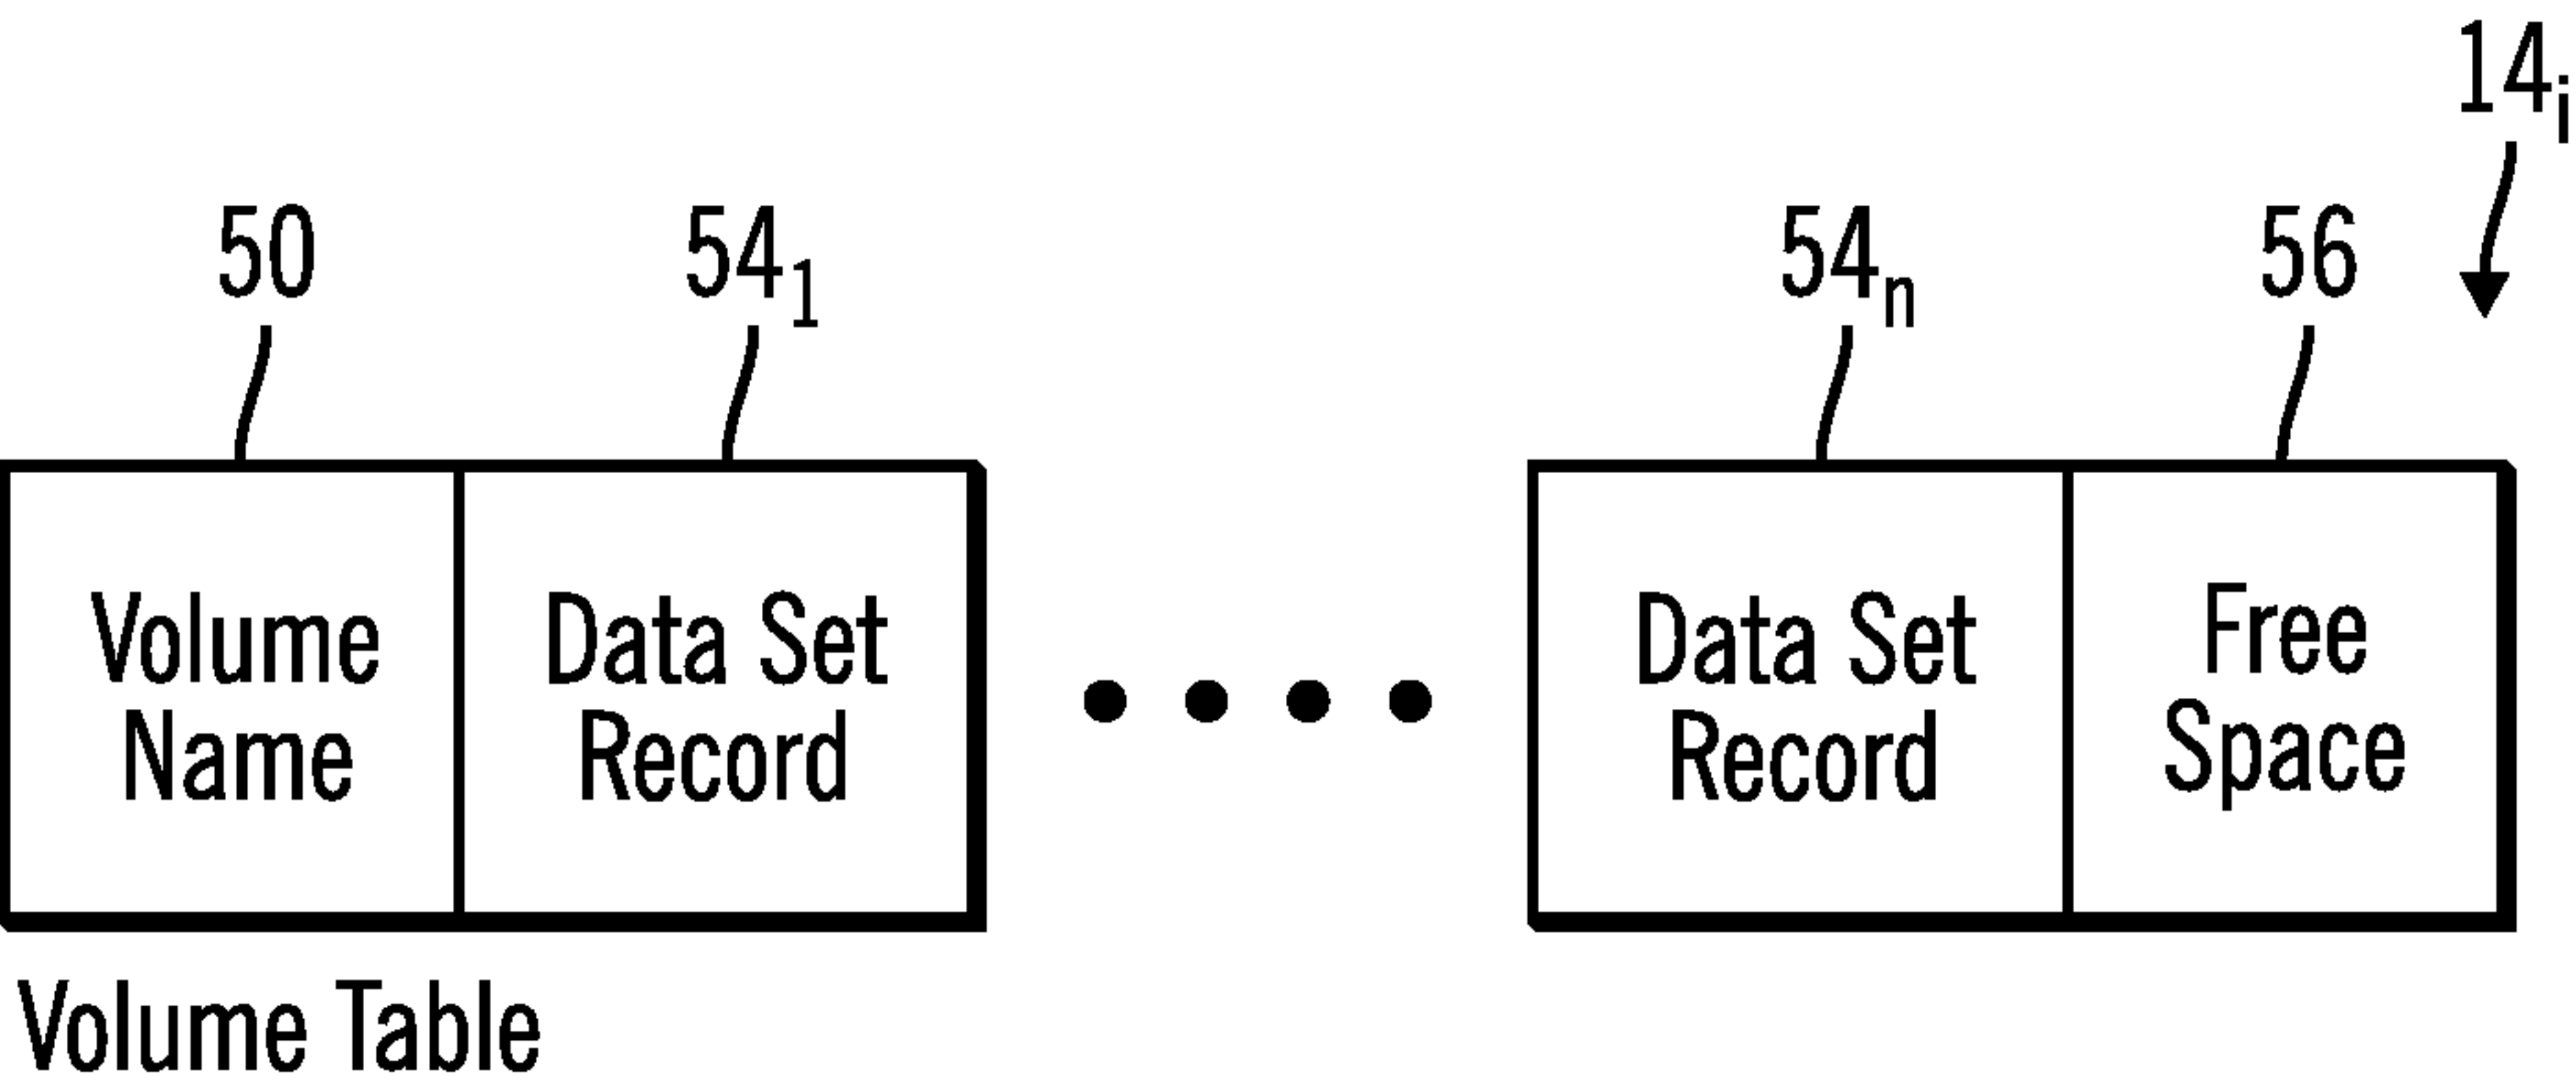 14i
50 541 54n 56
Volume Name
Data Set Record
Data Set Record
Free Space
Volume Table